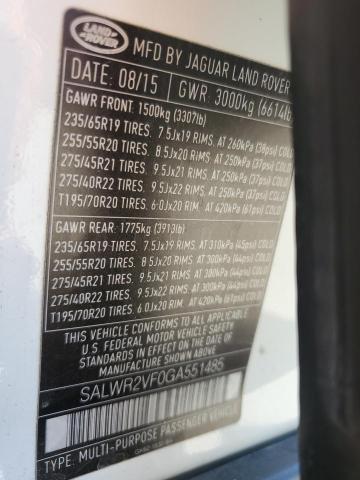 LAND ROVER
MFD BY JAGUAR LAND ROVER
DATE: 08/15 GWR: 3000kg (6614lb
GAWR FRONT: 1500kg (3307lb)
235/65R19 TIRES, 7.5Jx19 RIMS, AT 260kPa (38psi) COLD
255/55R20 TIRES, 8.5Jx20 RIMS, AT 250kPa (37psi) COLD
275/45R21 TIRES, 9.5Jx21 RIMS, AT 250kPa (37psi) COLD
275/40R22 TIRES, 9.5Jx22 RIMS, AT 250kPa (37psi) COL
T195/70R20 TIRES, 6.0Jx20 RIM, AT 420kPa (61psi) COLD
GAWR REAR: 1775kg (3913lb)
235/65R19 TIRES, 7.5Jx19 RIMS, AT 310kPa (45psi) COLD
255/55R20 TIRES, 8.5Jx20 RIMS, AT 300kPa (44psi) COLD
275/45R21 TIRES, 9.5Jx21 RIMS, AT 300kPa (44psi) COLD
275/40R22 TIRES, 9.5Jx22 RIMS, AT 300kPa (44psi) COLD
T195/70R20 TIRES, 6.0Jx20 RIM, AT 420kPa (61psi) COLD
THIS VEHICLE CONFORMS TO ALL APPLICABLE
U.S. FEDERAL MOTOR VEHICLE SAFETY
THEFT PREVENTION STANDARDS IN EFFECT ON
DATE OF MANUFACTURE SHOWN ABOVE
SALWR2VF0GA551485
TYPE: MULTI-PURPOSE PASSENGER VEHICLE